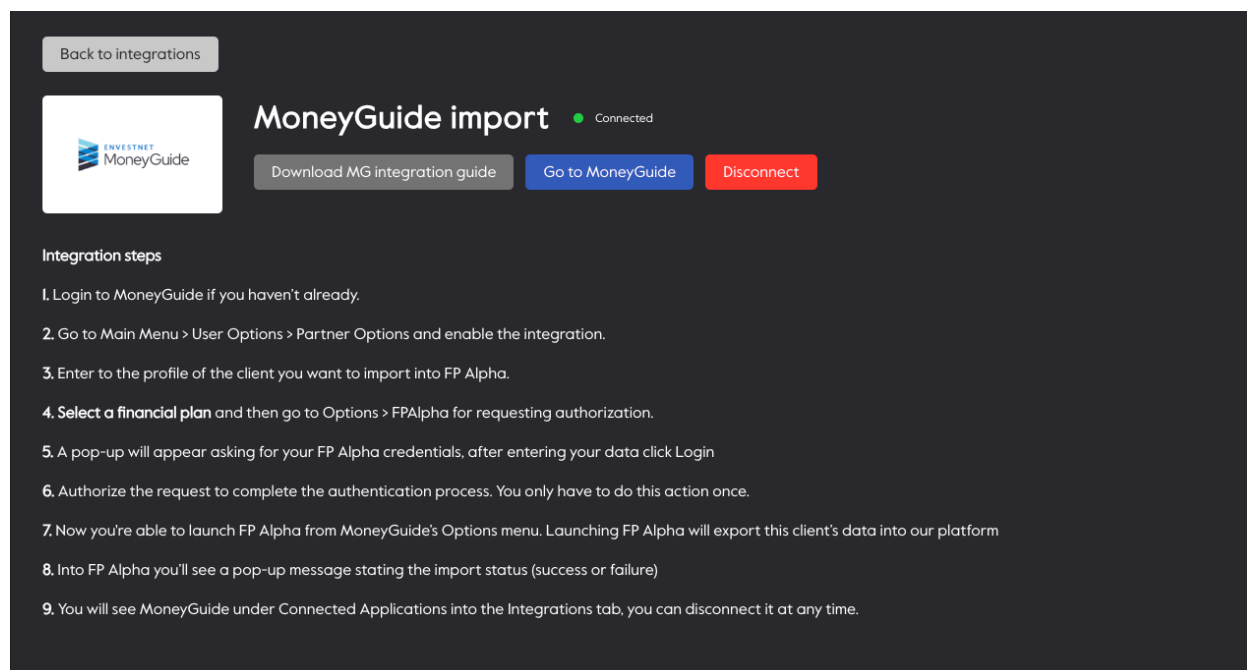 Back to integrations
ENVESTNET
MoneyGuide
MoneyGuide import
Connected
Download MG integration guide
Go to MoneyGuide
Disconnect
Integration steps
1. Login to MoneyGuide if you haven't already.
2. Go to Main Menu > User Options > Partner Options and enable the integration.
3. Enter to the profile of the client you want to import into FP Alpha.
4. Select a financial plan and then go to Options > FPAlpha for requesting authorization.
5. A pop-up will appear asking for your FP Alpha credentials, after entering your data click Login
6. Authorize the request to complete the authentication process. You only have to do this action once.
7. Now you're able to launch FP Alpha from MoneyGuide's Options menu. Launching FP Alpha will export this client's data into our platform
8. Into FP Alpha you'll see a pop-up message stating the import status (success or failure)
9. You will see MoneyGuide under Connected Applications into the Integrations tab, you can disconnect it at any time.